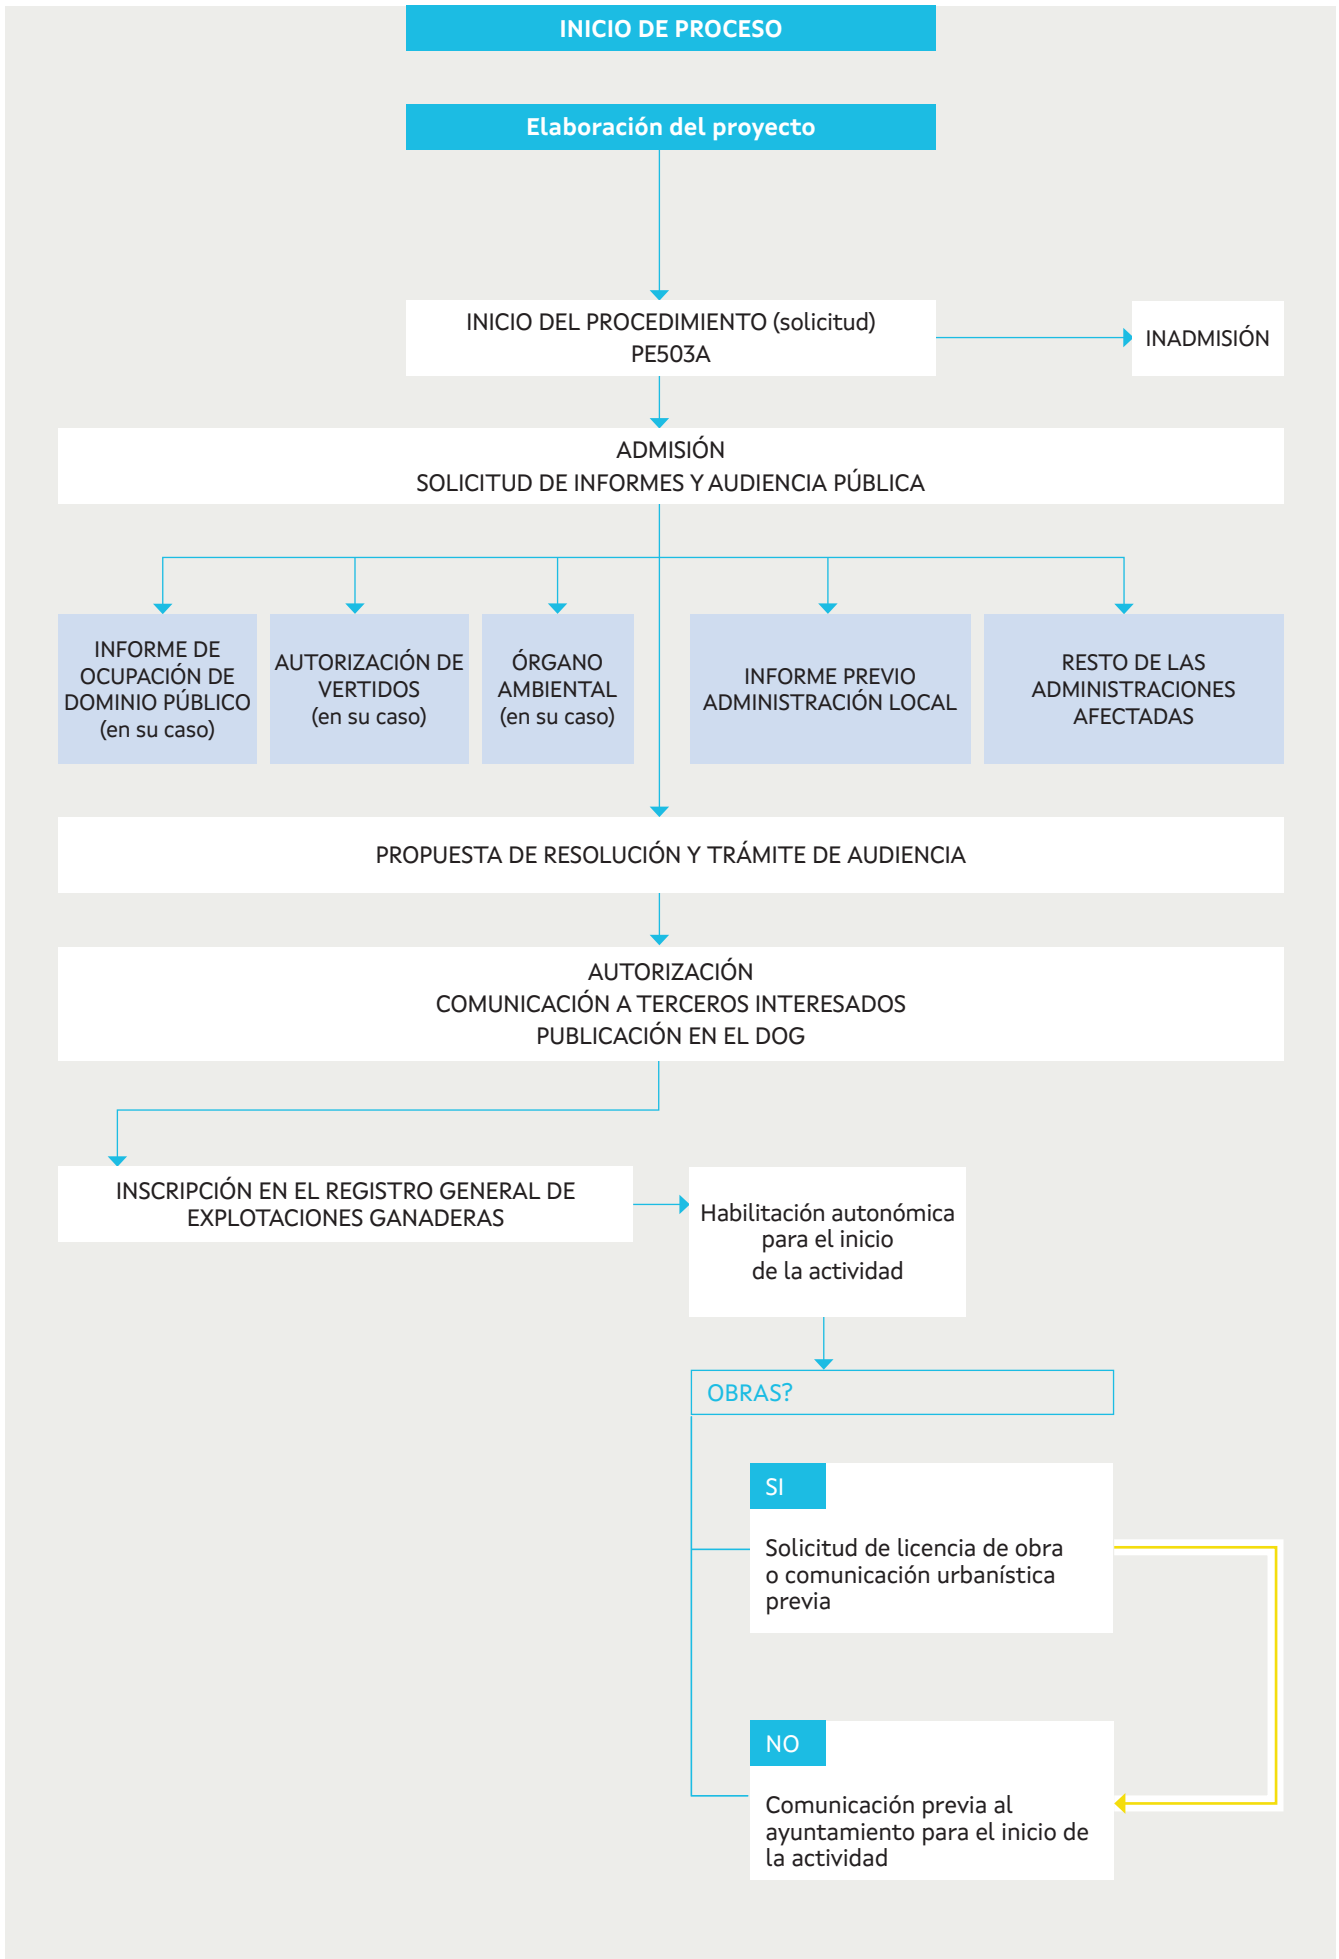 INICIO DE PROCESO
Elaboración del proyecto
INICIO DEL PROCEDIMIENTO (solicitud)
PE503A
INADMISIÓN
ADMISIÓN
SOLICITUD DE INFORMES Y AUDIENCIA PÚBLICA
INFORME DE
OCUPACIÓN DE
DOMINIO PÚBLICO
(en su caso)
AUTORIZACIÓN DE
VERTIDOS
(en su caso)
ÓRGANO
AMBIENTAL
(en su caso)
INFORME PREVIO
ADMINISTRACIÓN LOCAL
RESTO DE LAS
ADMINISTRACIONES
AFECTADAS
PROPUESTA DE RESOLUCIÓN Y TRÁMITE DE AUDIENCIA
AUTORIZACIÓN
COMUNICACIÓN A TERCEROS INTERESADOS
PUBLICACIÓN EN EL DOG
INSCRIPCIÓN EN EL REGISTRO GENERAL DE
EXPLOTACIONES GANADERAS
Habilitación autonómica
para el inicio
de la actividad
OBRAS?
SI
Solicitud de licencia de obra
o comunicación urbanística
previa
NO
Comunicación previa al
ayuntamiento para el inicio de
la actividad